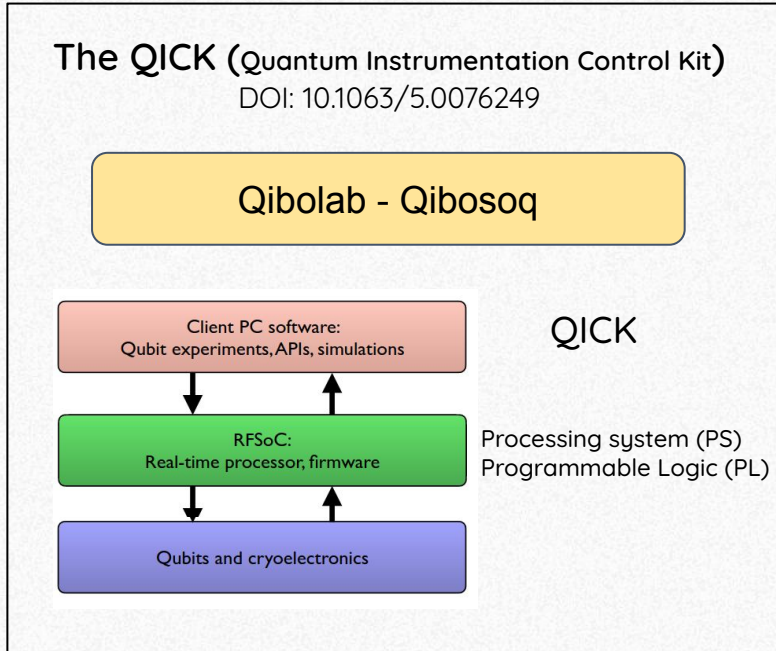 The QICK (Quantum Instrumentation Control Kit)
DOI: 10.1063/5.0076249
Qibolab - Qibosoq
Client PC software:
Qubit experiments, APIs, simulations
QICK
RFSoC:
Real-time processor, firmware
Processing system (PS)
Programmable Logic (PL)
Qubits and cryoelectronics